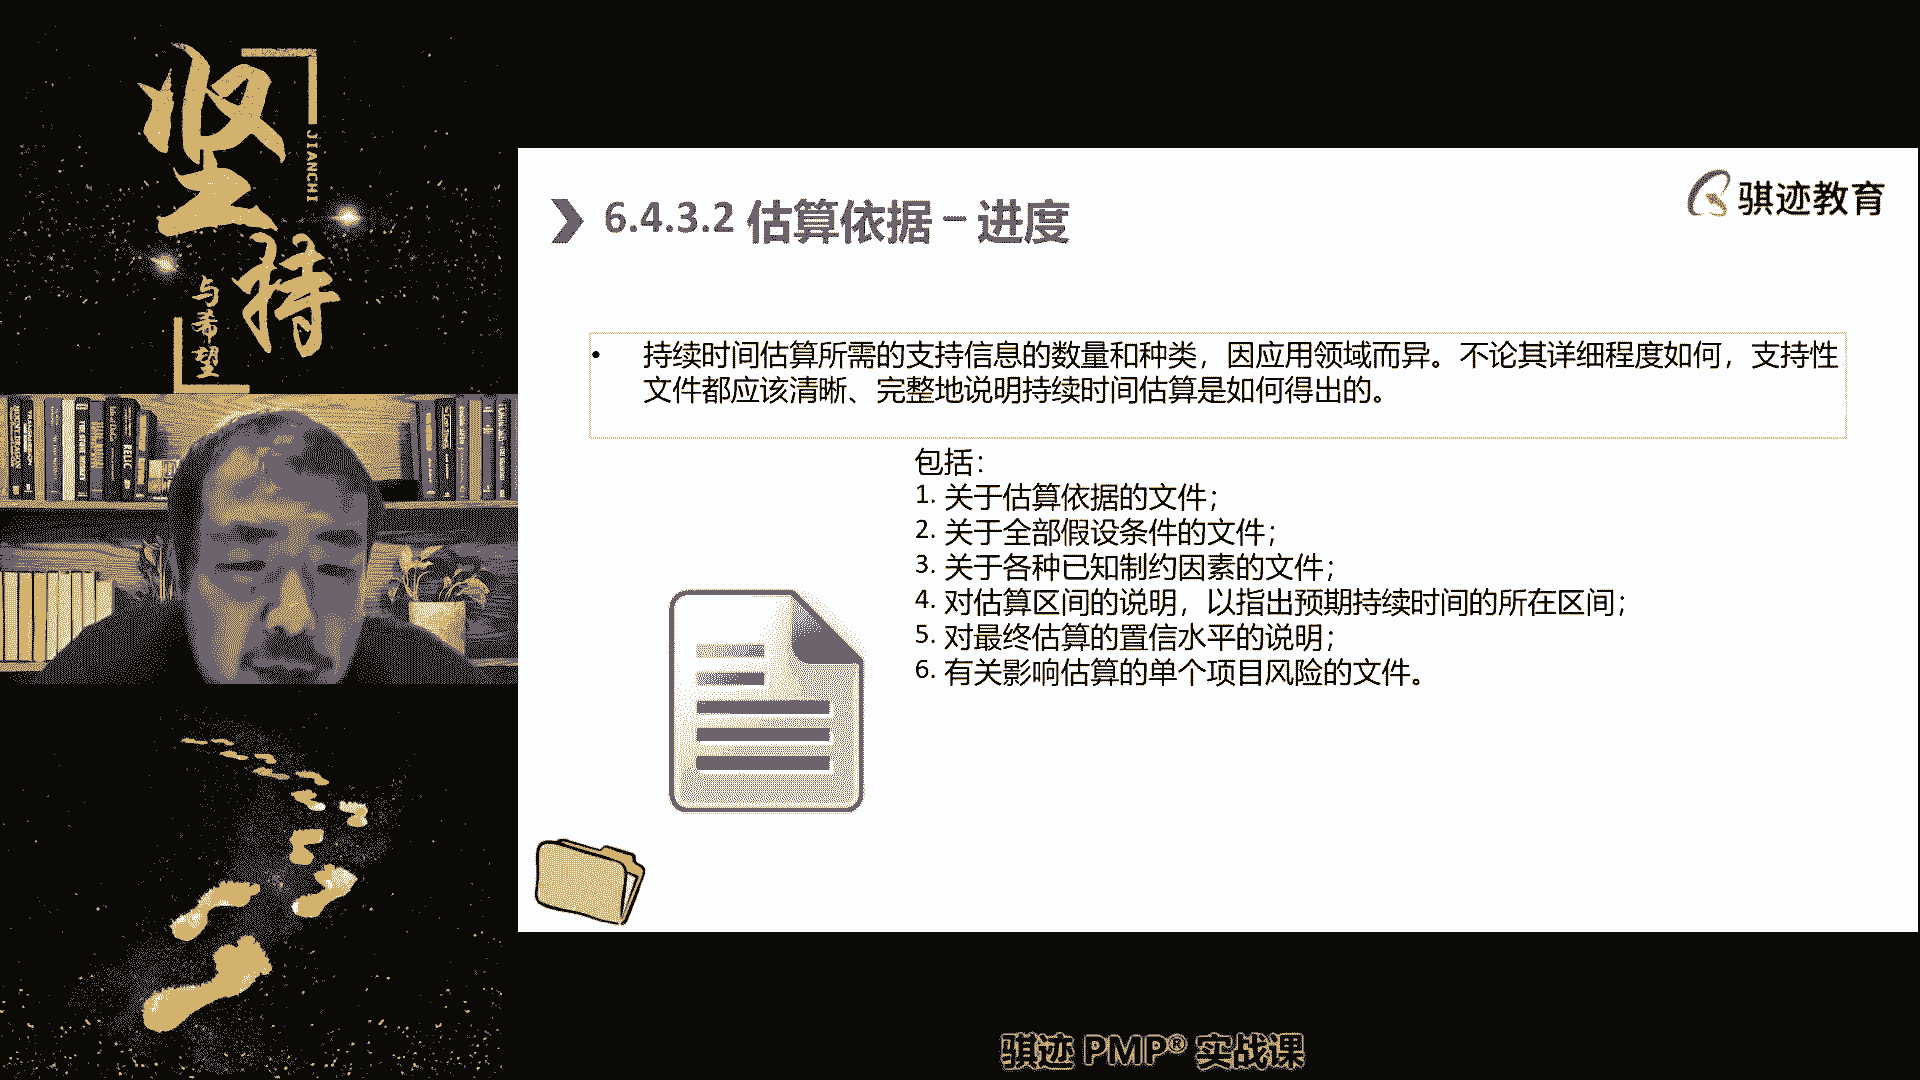 坚持
JIANCHI
与希望
骐迹教育
6.4.3.2 估算依据 – 进度
• 持续时间估算所需的支持信息的数量和种类，因应用领域而异。不论其详细程度如何，支持性
文件都应该清晰、完整地说明持续时间估算是如何得出的。
包括：
1. 关于估算依据的文件；
2. 关于全部假设条件的文件；
3. 关于各种已知制约因素的文件；
4. 对估算区间的说明，以指出预期持续时间的所在区间；
5. 对最终估算的置信水平的说明；
6. 有关影响估算的单个项目风险的文件。
骐迹 PMP® 实战课